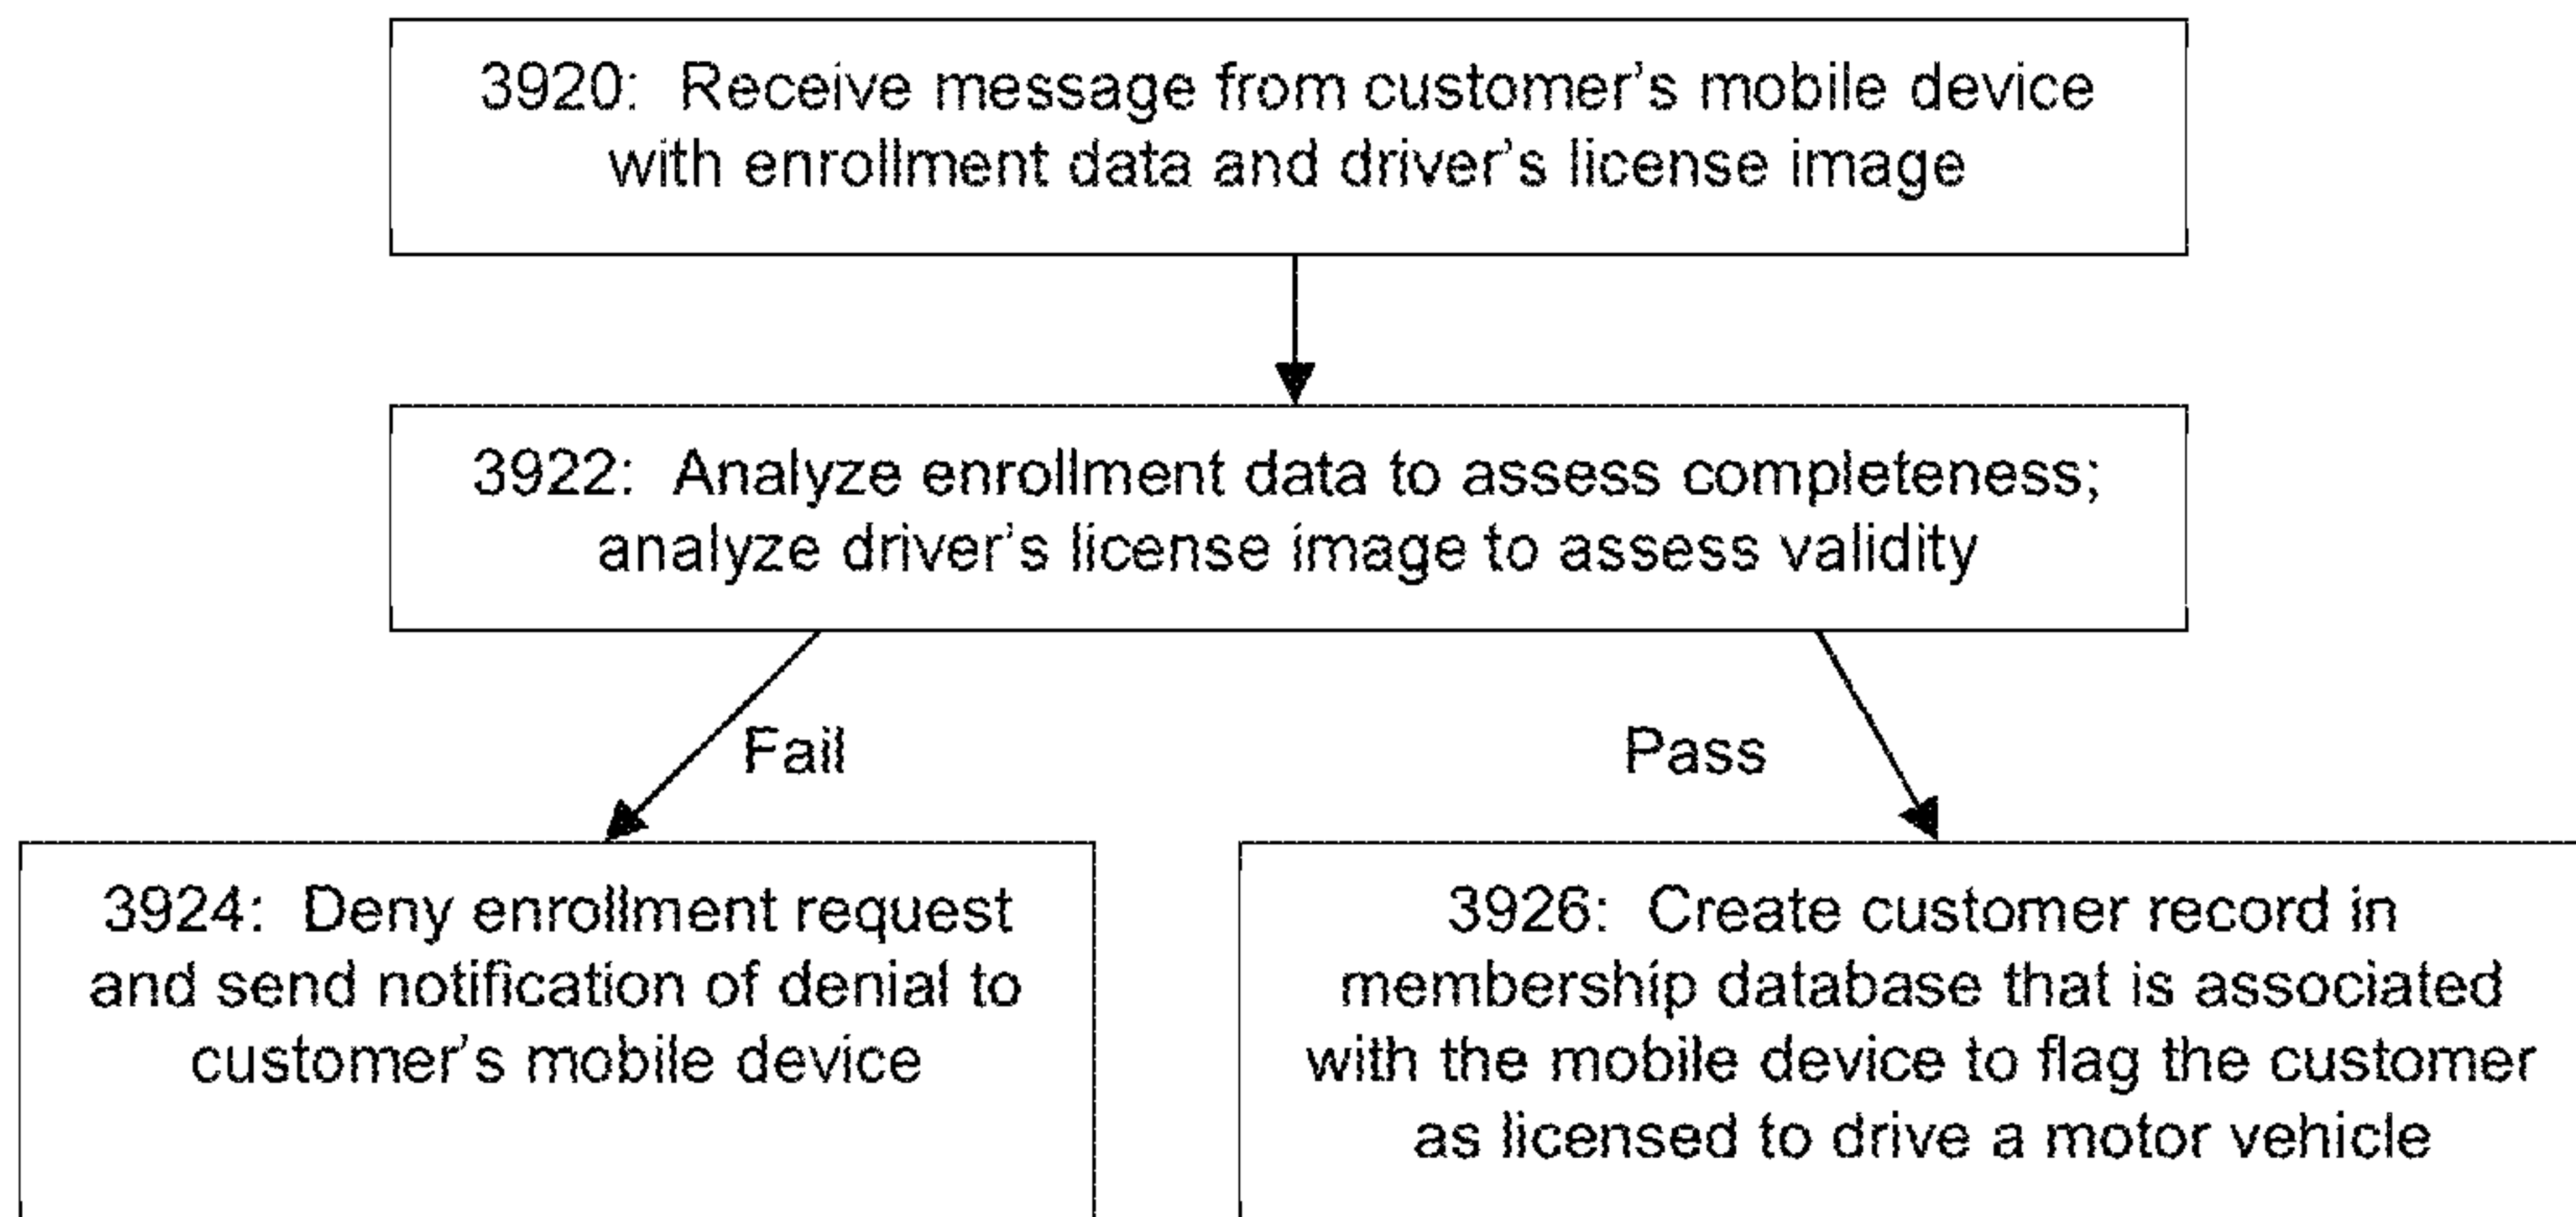 3920: Receive message from customer's mobile device
with enrollment data and driver's license image
3922: Analyze enrollment data to assess completeness;
analyze driver's license image to assess validity
Fail
Pass
3924: Deny enrollment request
and send notification of denial to
customer's mobile device
3926: Create customer record in
membership database that is associated
with the mobile device to flag the customer
as licensed to drive a motor vehicle